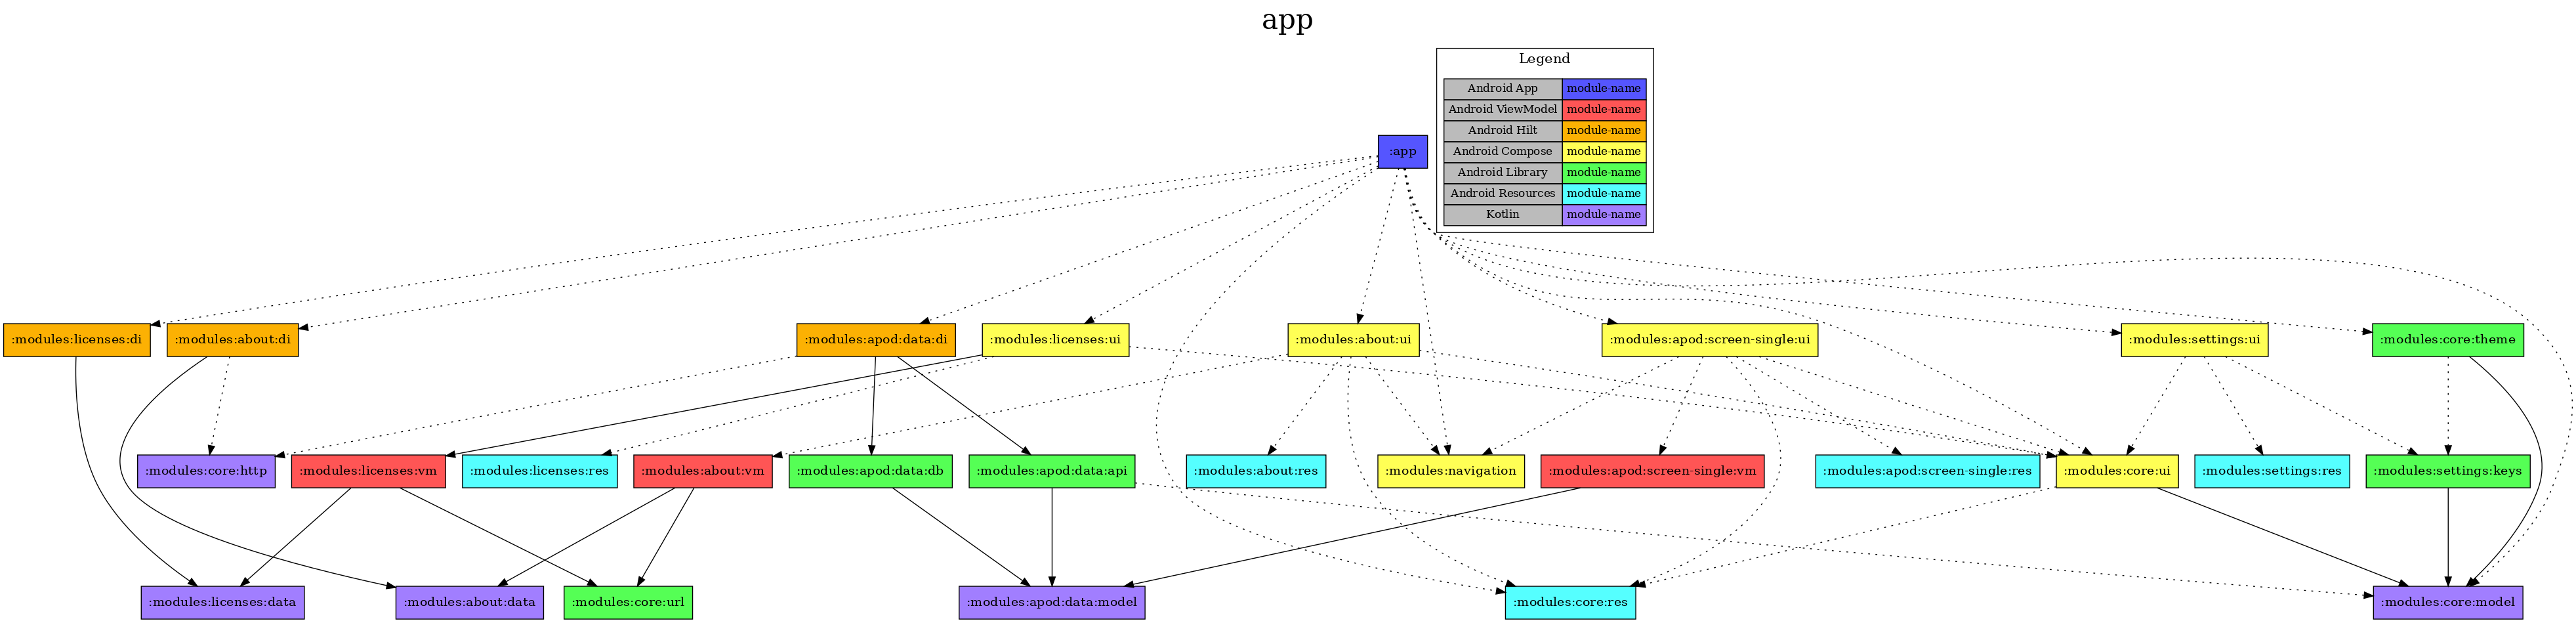 app
Legend
Android App module-name
Android ViewModel module-name
Android Hilt module-name
Android Compose module-name
Android Library module-name
Android Resources module-name
Kotlin module-name
:app
:modules:licenses:di :modules:about:di :modules:apod:data:di :modules:licenses:ui :modules:about:ui :modules:apod:screen-single:ui :modules:settings:ui :modules:core:theme
:modules:core:http :modules:licenses:vm :modules:licenses:res :modules:about:vm :modules:apod:data:db :modules:apod:data:api :modules:about:res :modules:navigation :modules:apod:screen-single:vm :modules:apod:screen-single:res :modules:core:ui :modules:settings:res :modules:settings:keys
:modules:licenses:data :modules:about:data :modules:core:url :modules:apod:data:model :modules:core:res :modules:core:model